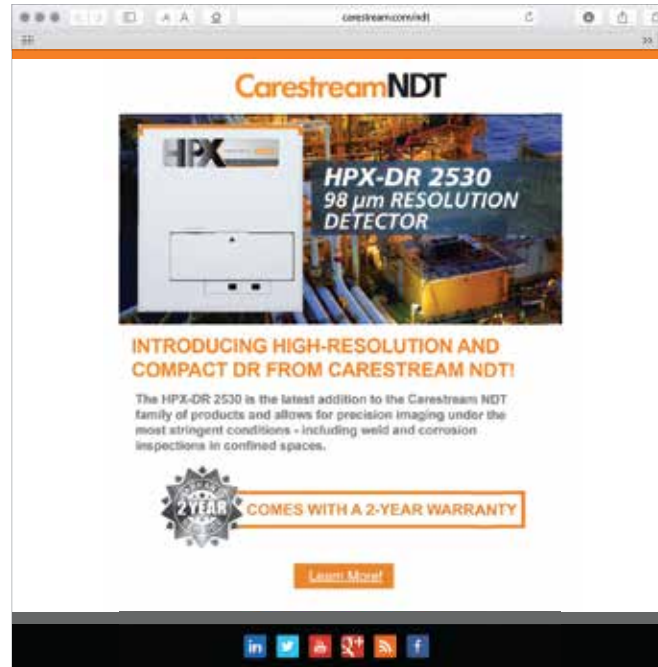 A A
carestream.com/ndt
CarestreamNDT
HPX
HPX-DR 2530
98 µm RESOLUTION
DETECTOR
INTRODUCING HIGH-RESOLUTION AND
COMPACT DR FROM CARESTREAM NDT!
The HPX-DR 2530 is the latest addition to the Carestream NDT
family of products and allows for precision imaging under the
most stringent conditions - including weld and corrosion
inspections in confined spaces.
2 YEAR
COMES WITH A 2-YEAR WARRANTY
Learn More!
in
g+
f